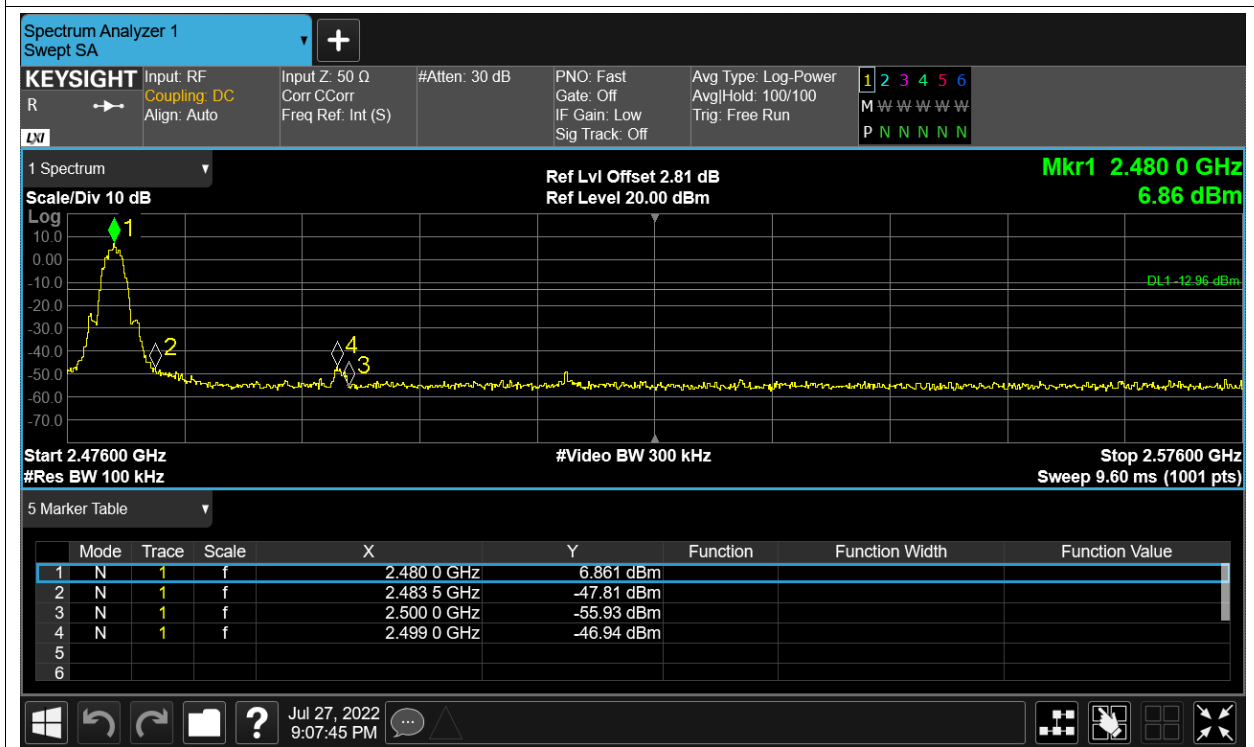 Spectrum Analyzer 1
Swept SA
+
KEYSIGHT Input: RF Input Z: 50 Ω #Atten: 30 dB PNO: Fast Avg Type: Log-Power 1 2 3 4 5 6
R Coupling: DC Corr CCorr Gate: Off Avg|Hold: 100/100 M W W W W W W
Align: Auto Freq Ref: Int (S) IF Gain: Low Trig: Free Run
LXI Sig Track: Off P N N N N N N
1 Spectrum Mkr1 2.480 0 GHz
Ref Lvl Offset 2.81 dB
Scale/Div 10 dB Ref Level 20.00 dBm 6.86 dBm
Log
1
10.0
0.00
-10.0 DL1 -12.96 dBm
-20.0
-30.0
-40.0 2 4
-50.0 3
-60.0
-70.0
Start 2.47600 GHz #Video BW 300 kHz Stop 2.57600 GHz
#Res BW 100 kHz Sweep 9.60 ms (1001 pts)
5 Marker Table
Mode Trace Scale X Y Function Function Width Function Value
1 N 1 f 2.480 0 GHz 6.861 dBm
2 N 1 f 2.483 5 GHz -47.81 dBm
3 N 1 f 2.500 0 GHz -55.93 dBm
4 N 1 f 2.499 0 GHz -46.94 dBm
5
6
? Jul 27, 2022
9:07:45 PM